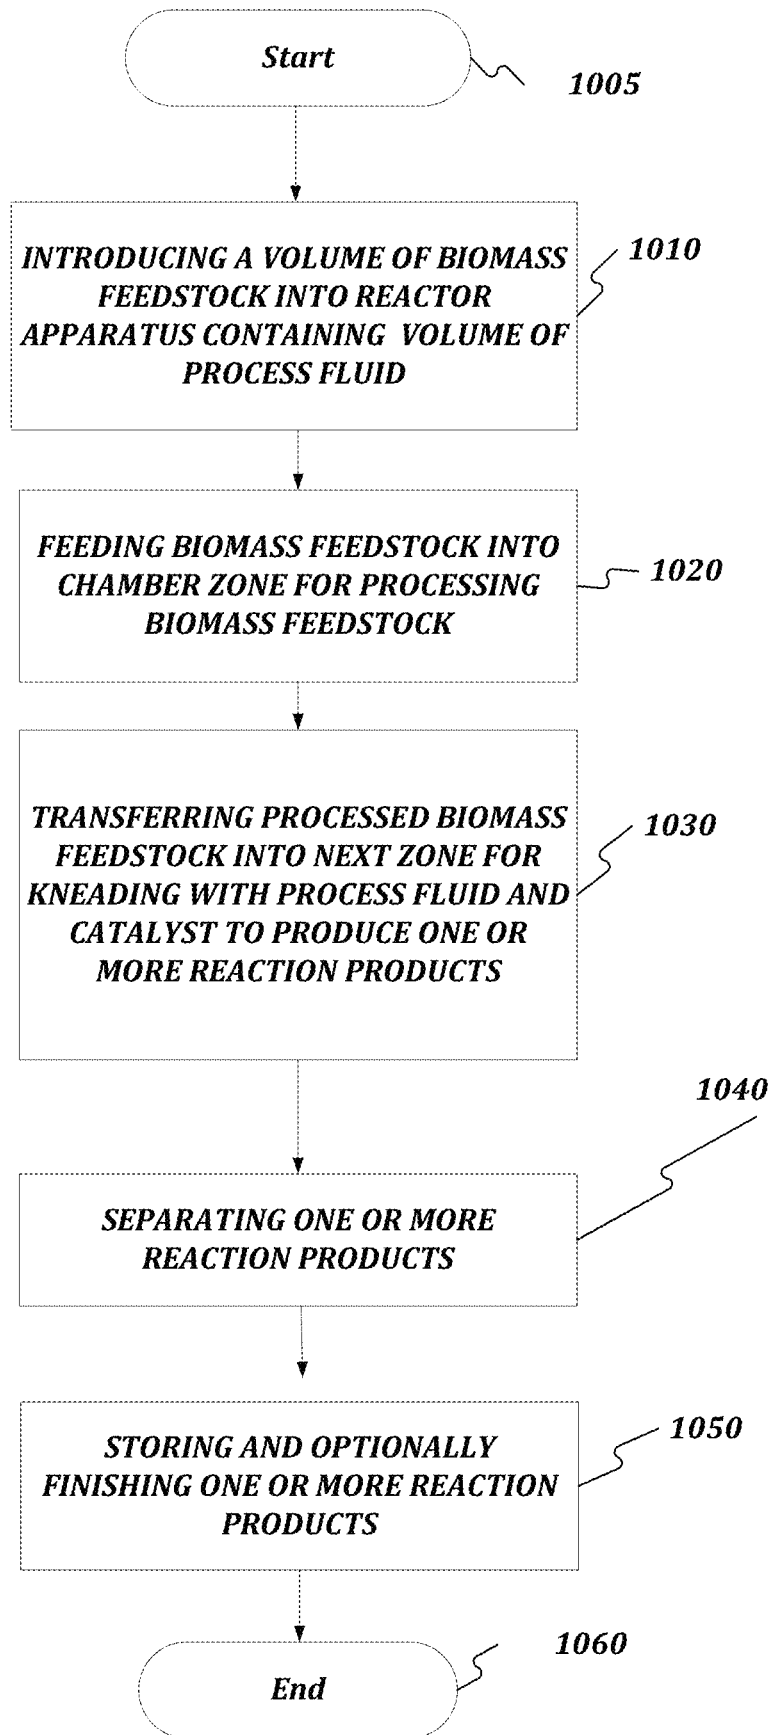 Start
1005
INTRODUCING A VOLUME OF BIOMASS
FEEDSTOCK INTO REACTOR
APPARATUS CONTAINING VOLUME OF
PROCESS FLUID
1010
FEEDING BIOMASS FEEDSTOCK INTO
CHAMBER ZONE FOR PROCESSING
BIOMASS FEEDSTOCK
1020
TRANSFERRING PROCESSED BIOMASS
FEEDSTOCK INTO NEXT ZONE FOR
KNEADING WITH PROCESS FLUID AND
CATALYST TO PRODUCE ONE OR
MORE REACTION PRODUCTS
1030
SEPARATING ONE OR MORE
REACTION PRODUCTS
1040
STORING AND OPTIONALLY
FINISHING ONE OR MORE REACTION
PRODUCTS
1050
End
1060